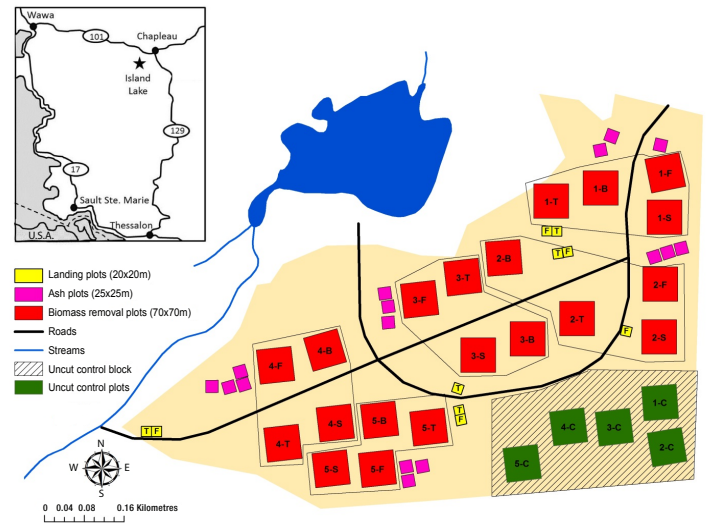 Wawa
101
Chapleau
Island
Lake
129
17
Sault Ste. Marie
Thessalon
U.S.A.
1-F
1-B
1-T
1-S
F T
T F
2-B
2-F
3-T
3-F
2-T
F
2-S
3-B
3-S
Landing plots (20x20m)
Ash plots (25x25m)
Biomass removal plots (70x70m)
Roads
Streams
Uncut control block
Uncut control plots
4-B
4-F
T
T
F
4-S
5-B
5-T
4-T
T F
5-S
5-F
1-C
4-C
3-C
2-C
5-C
N
W
E
S
0 0.04 0.08 0.16 Kilometres